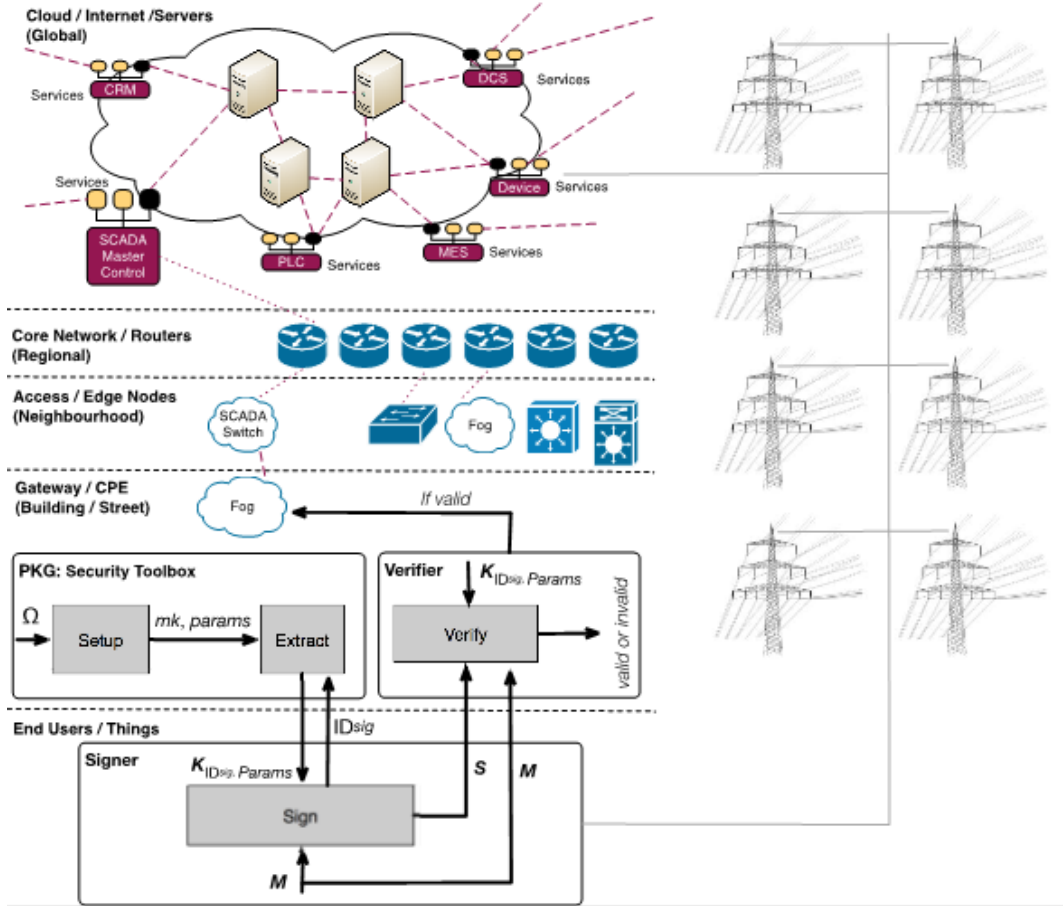 Cloud / Internet /Servers
(Global)
CRM
Services
DCS
Services
Services
SCADA
Master
Control
PLC
Services
MES
Services
Device
Services
Core Network / Routers
(Regional)
Access / Edge Nodes
(Neighbourhood)
SCADA
Switch
Fog
Gateway / CPE
(Building / Street)
Fog
If valid
PKG: Security Toolbox
Ω
Setup
mk, params
Extract
Verifier
K IDsig, Params
Verify
valid or invalid
End Users / Things
IDsig
Signer
K IDsig, Params
Sign
S
M
M